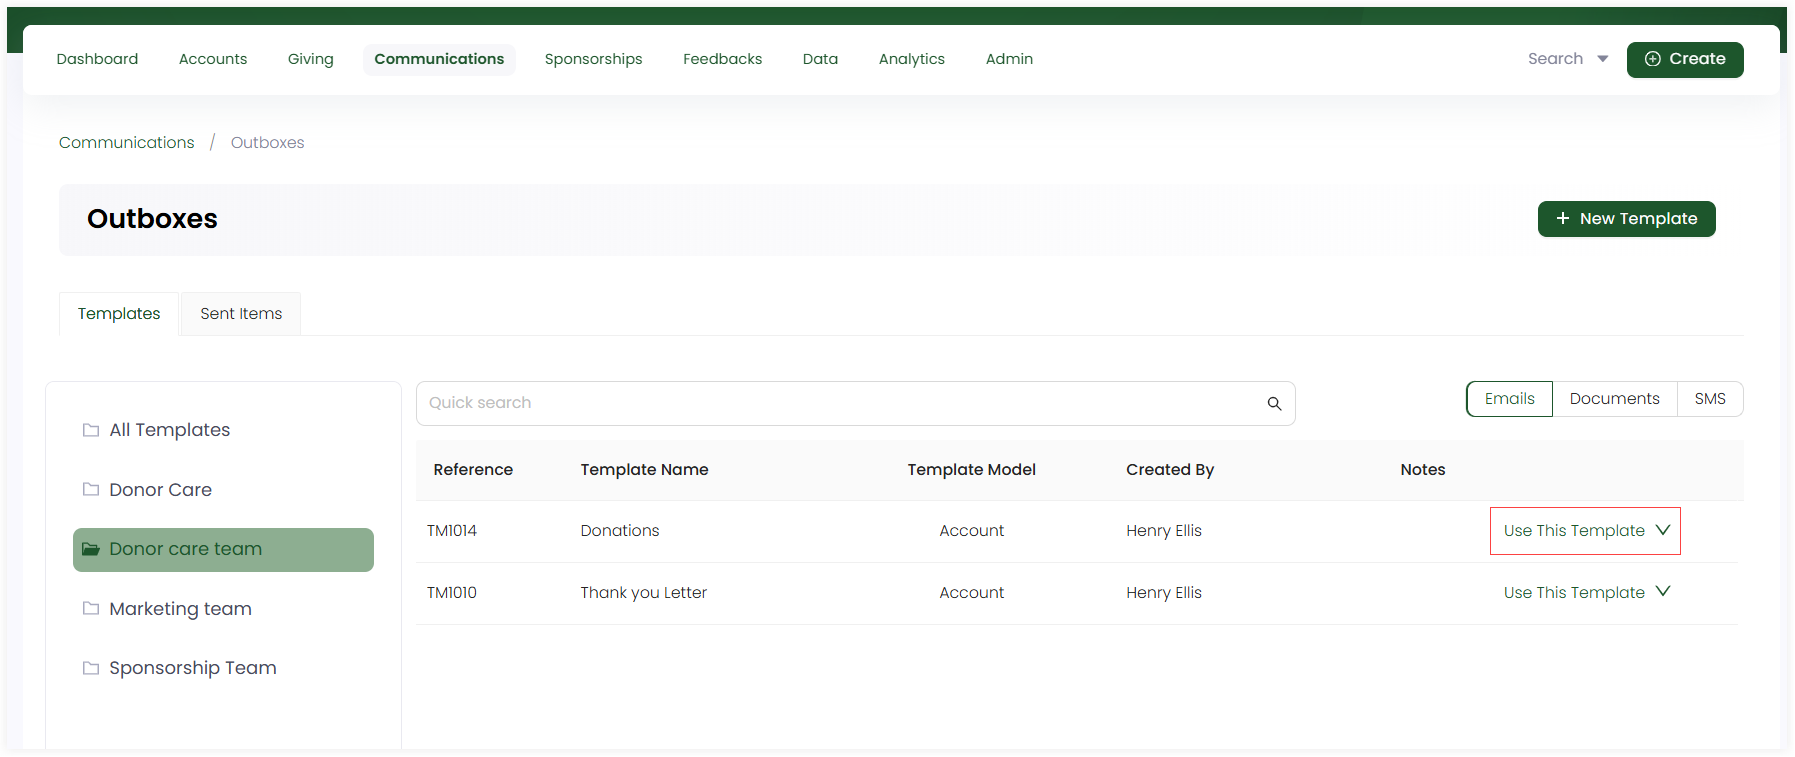 Dashboard Accounts Giving Communications Sponsorships Feedbacks Data Analytics Admin Search Create
Communications / Outboxes
Outboxes
+ New Template
Templates Sent Items
All Templates
Donor Care
Donor care team
Marketing team
Sponsorship Team
Quick search
Emails Documents SMS
Reference Template Name Template Model Created By Notes
TM1014 Donations Account Henry Ellis Use This Template
TM1010 Thank you Letter Account Henry Ellis Use This Template